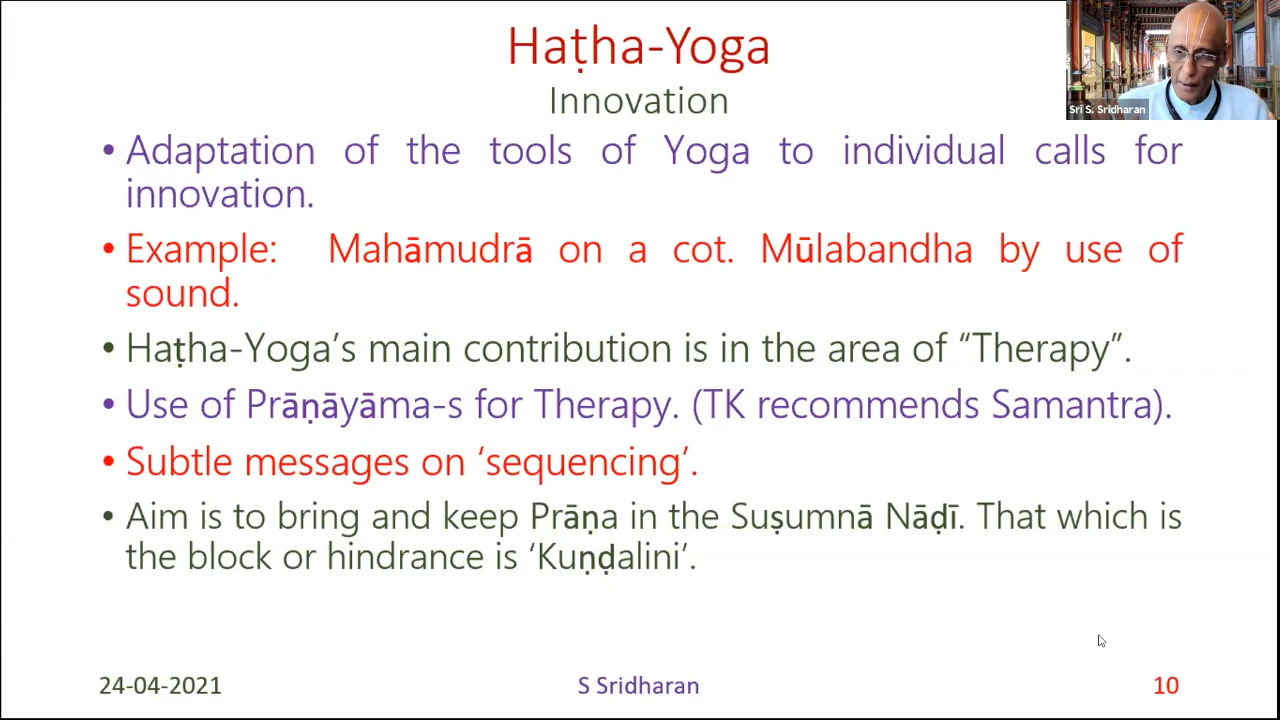 Haṭha-Yoga
Innovation
Sri S. Sridharan
• Adaptation of the tools of Yoga to individual calls for
innovation.
• Example: Mahāmudrā on a cot. Mūlabandha by use of
sound.
• Haṭha-Yoga’s main contribution is in the area of “Therapy”.
• Use of Prāṇāyāma-s for Therapy. (TK recommends Samantra).
• Subtle messages on ‘sequencing’.
• Aim is to bring and keep Prāṇa in the Suṣumnā Nāḍī. That which is
the block or hindrance is ‘Kuṇḍalini’.
24-04-2021
S Sridharan
10